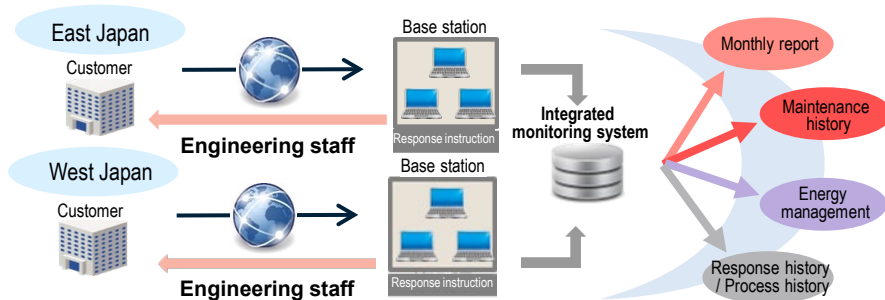 East Japan
Customer
Base station
Response instruction
Engineering staff
West Japan
Customer
Base station
Response instruction
Engineering staff
Integrated
monitoring system
Monthly report
Maintenance
history
Energy
management
Response history
/ Process history